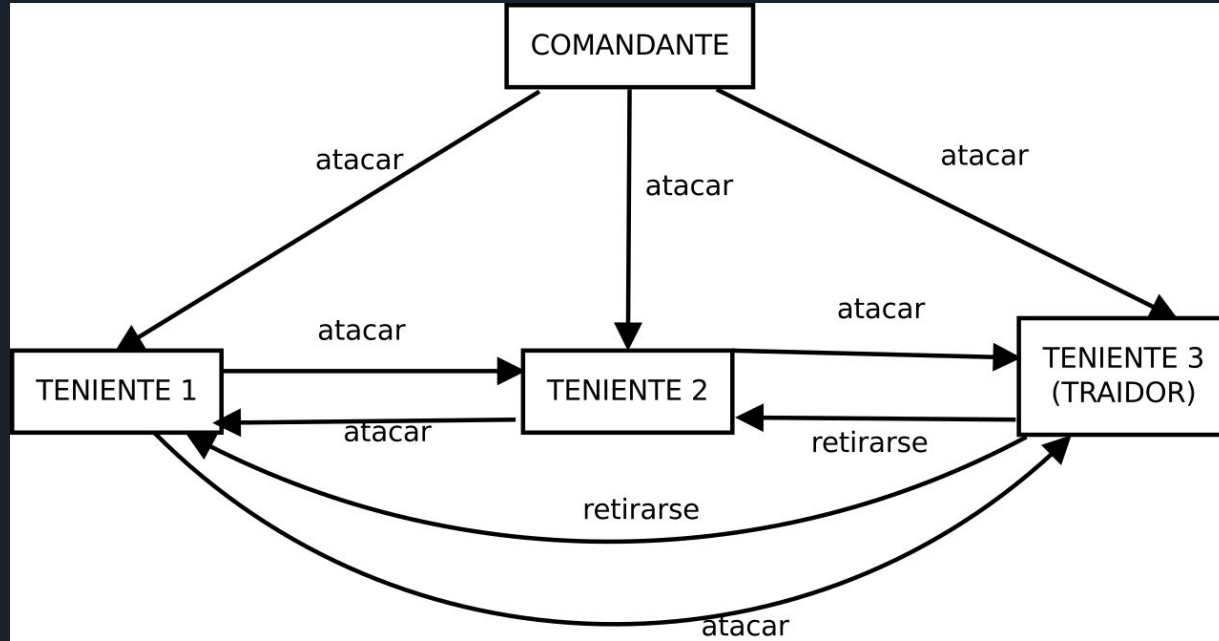 COMANDANTE
atacar
atacar
atacar
atacar
atacar
TENIENTE 1
TENIENTE 2
TENIENTE 3
(TRAIDOR)
atacar
retirarse
retirarse
atacar